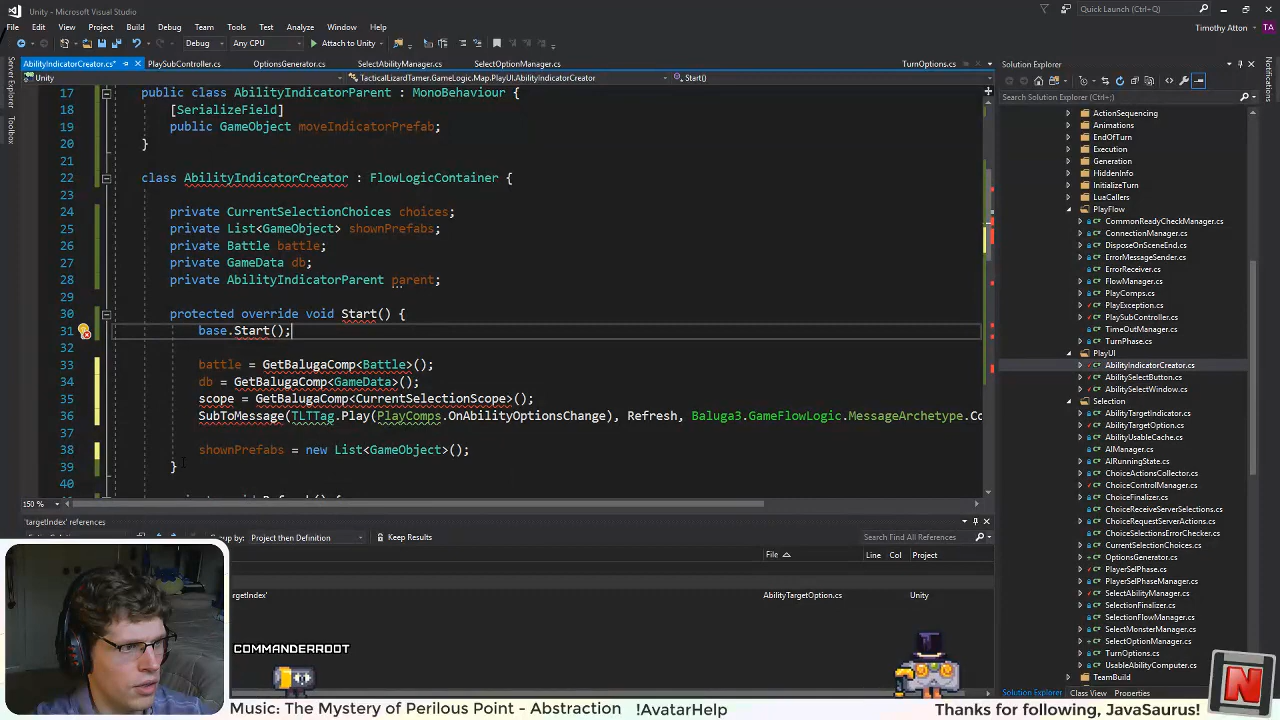 Unity - Microsoft Visual Studio
Quick Launch (Ctrl+Q)
File Edit View Project Build Debug Team Tools Test Analyze Window Help
Timothy Atton TA
Debug Any CPU Attach to Unity
AbilityIndicatorCreator.cs* PlaySubController.cs OptionsGenerator.cs SelectAbilityManager.cs SelectOptionManager.cs TurnOptions.cs
Unity TacticalLizardTamer.GameLogic.Map.PlayUI.AbilityIndicatorCreator Start()
Server Explorer
Toolbox
17 public class AbilityIndicatorParent : MonoBehaviour {
18 [SerializeField]
19 public GameObject moveIndicatorPrefab;
20 }
21
22 class AbilityIndicatorCreator : FlowLogicContainer {
23
24 private CurrentSelectionChoices choices;
25 private List<GameObject> shownPrefabs;
26 private Battle battle;
27 private GameData db;
28 private AbilityIndicatorParent parent;
29
30 protected override void Start() {
31 base.Start();
32
33 battle = GetBalugaComp<Battle>();
34 db = GetBalugaComp<GameData>();
35 scope = GetBalugaComp<CurrentSelectionScope>();
36 SubToMessage(TLTTag.Play(PlayComps.OnAbilityOptionsChange), Refresh, Baluga3.GameFlowLogic.MessageArchetype.Co
37
38 shownPrefabs = new List<GameObject>();
39 }
40
150 %
'targetIndex' references
Group by: Project then Definition Keep Results Search Find All References
File Line Col Project
AbilityTargetOption.cs Unity
COMMANDERROOT
Solution Explorer
Search Solution Explorer (Ctrl+;)
ActionSequencing
Animations
EndOfTurn
Execution
Generation
HiddenInfo
InitializeTurn
LuaCallers
PlayFlow
CommonReadyCheckManager.cs
ConnectionManager.cs
DisposeOnSceneEnd.cs
ErrorMessageSender.cs
ErrorReceiver.cs
FlowManager.cs
PlayComps.cs
PlayException.cs
PlaySubController.cs
TimeOutManager.cs
TurnPhase.cs
PlayUI
AbilityIndicatorCreator.cs
AbilitySelectButton.cs
AbilitySelectWindow.cs
Selection
AbilityTargetIndicator.cs
AbilityTargetOption.cs
AbilityUsableCache.cs
AIManager.cs
AIRunningState.cs
ChoiceActionsCollector.cs
ChoiceControlManager.cs
ChoiceFinalizer.cs
ChoiceReceiveServerSelections.cs
ChoiceRequestServerActions.cs
ChoiceSelectionsErrorChecker.cs
CurrentSelectionChoices.cs
OptionsGenerator.cs
PlayerSelPhase.cs
PlayerSelPhaseManager.cs
SelectAbilityManager.cs
SelectionFinalizer.cs
SelectionFlowManager.cs
SelectMonsterManager.cs
SelectOptionManager.cs
TurnOptions.cs
UsableAbilityComputer.cs
TeamBuild
Solution Explorer Class View Properties
Notifications
N
Music: The Mystery of Perilous Point - Abstraction !AvatarHelp Thanks for following, JavaSaurus!